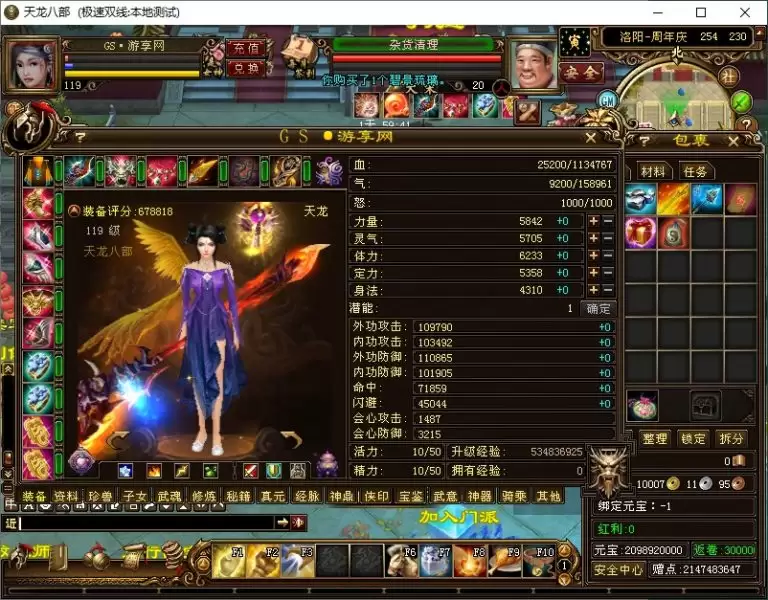 天龙八部 (极速双线:本地测试)
GS·游享网
充值
兑换
119
杂货清理
你购买了1个碧晶琉璃。
20
安全
洛阳-周年庆 254 230
北
GM
社
GS ●游享网
包裹
材料 任务
装备评分:678818
天龙
119 级
天龙八部
血: 25200/1134767
气: 9200/158961
怒: 1000/1000
力量: 5842 +0
灵气: 5705 +0
体力: 6233 +0
定力: 5358 +0
身法: 4310 +0
潜能: 1 确定
外功攻击: 109790 +0
内功攻击: 103492 +0
外功防御: 110865 +0
内功防御: 101905 +0
命中: 71859 +0
闪避: 45044 +0
会心攻击: 1487
会心防御: 3215
活力: 10/50 升级经验: 534836925
精力: 10/50 拥有经验: 0
装备 资料 珍兽 子女 武魂 修炼 秘籍 真元 经脉 神鼎 侠印 宝鉴 武意 神器 骑乘 其他
整理 锁定 拆分
0
10007 11 95
绑定元宝:-1
红利:0
元宝:2098920000 返卷:30000
安全中心 赠点:2147483647
近
加入门派
F1 F2 F3 F6 F7 F8 F9 F10
1